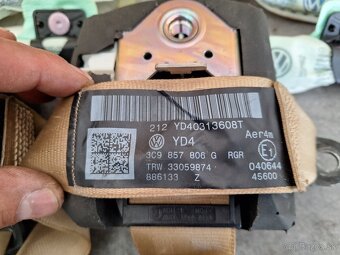 212 YD40313608T
YD4 Aer4m
3C9 857 806 G RGR E1
TRW 33059874 040644
886133 Z 45600